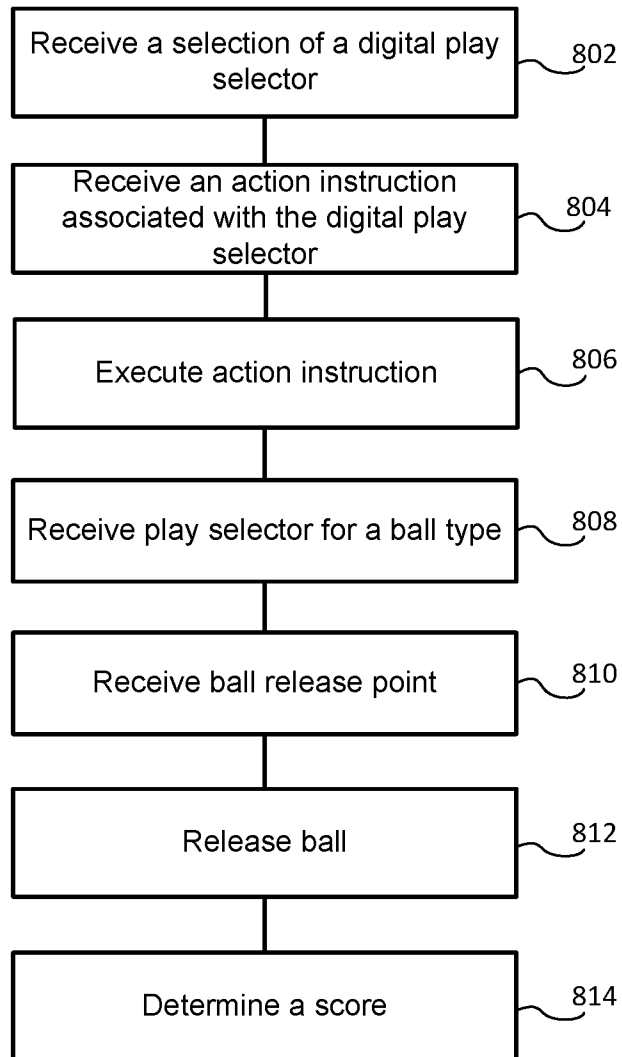 Receive a selection of a digital play
selector
802
Receive an action instruction
associated with the digital play
selector
804
Execute action instruction
806
Receive play selector for a ball type
808
Receive ball release point
810
Release ball
812
Determine a score
814